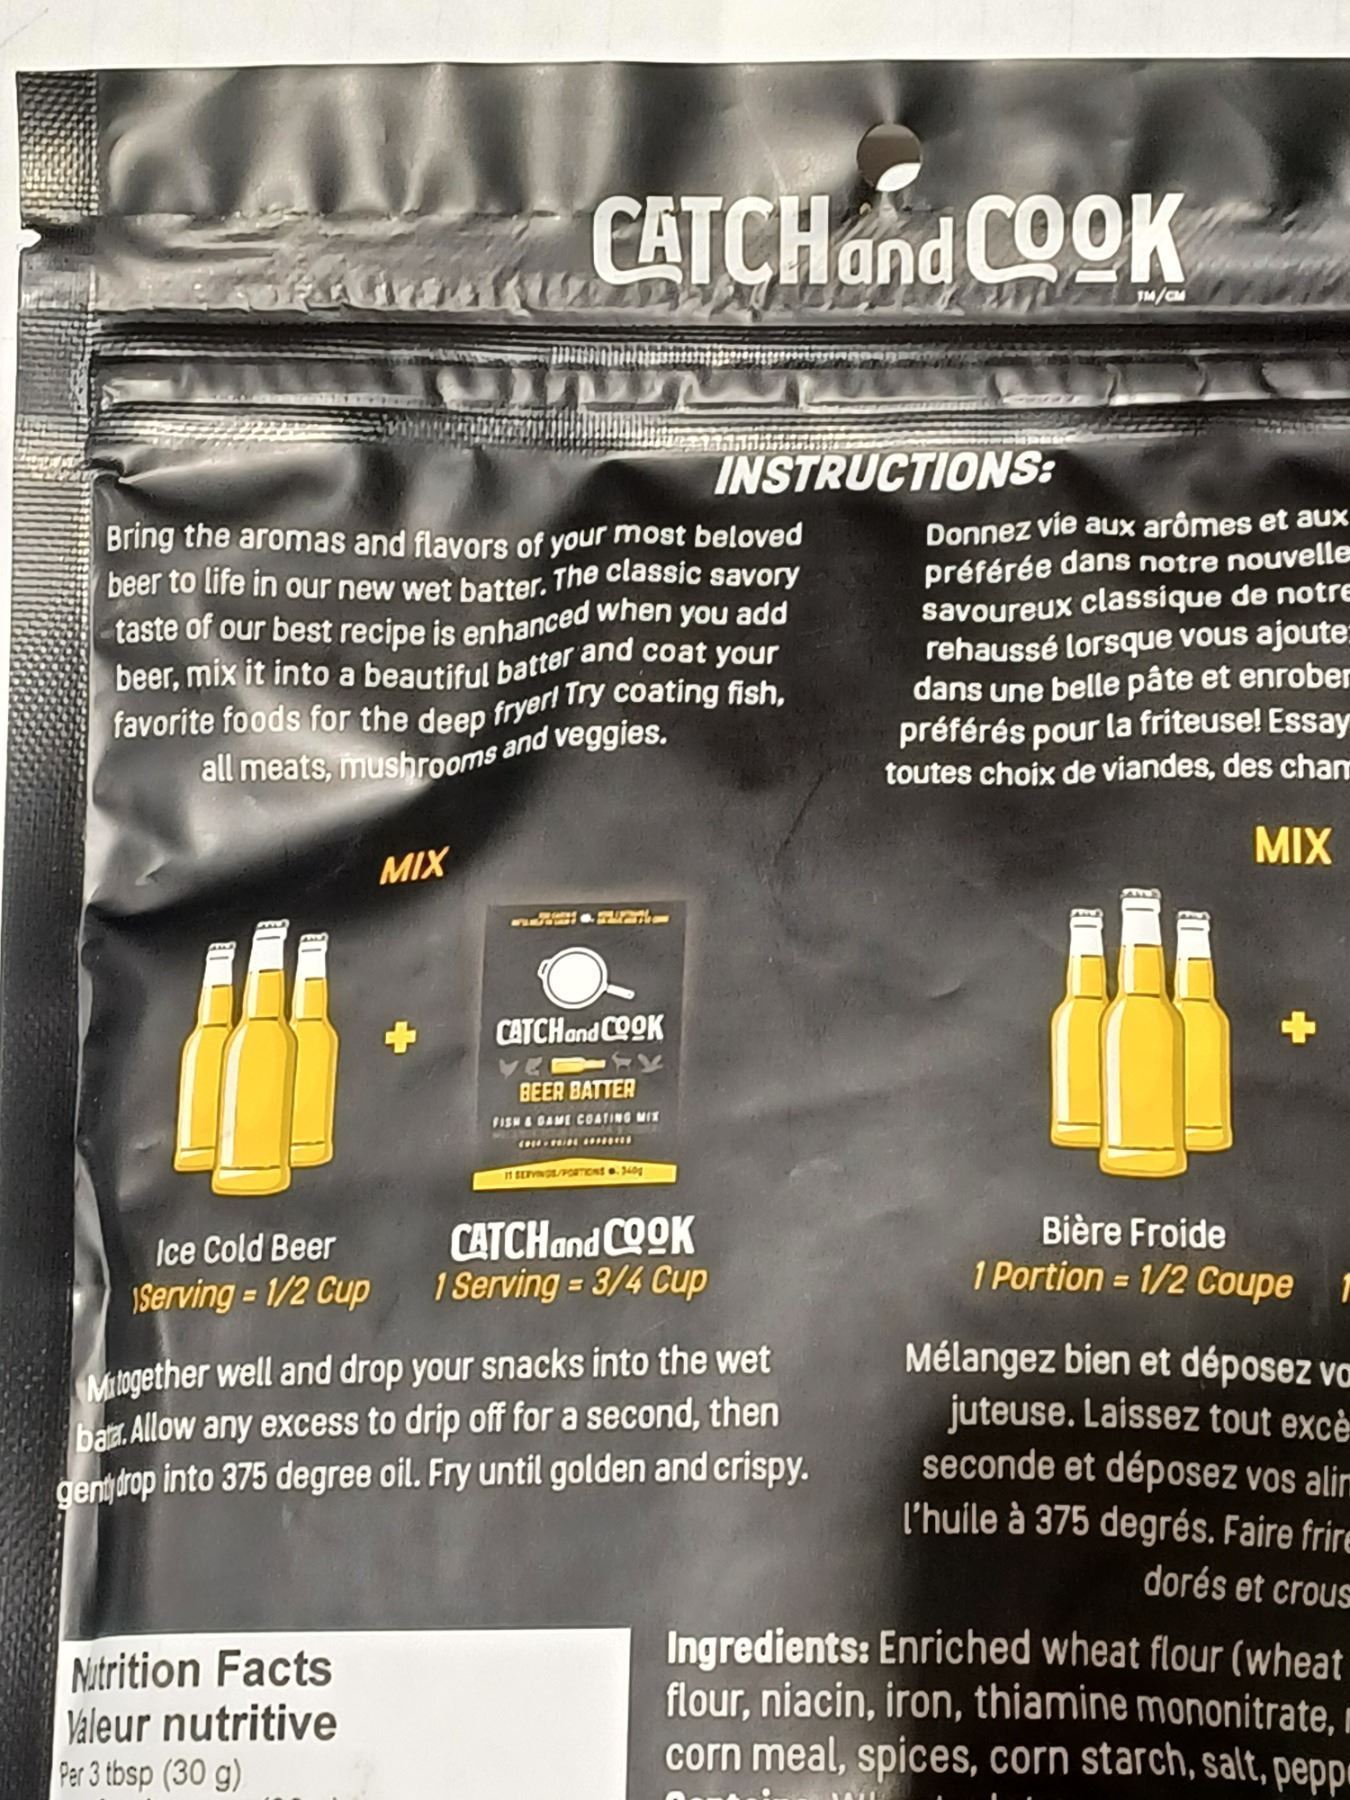 CATCH and COOK
TM/CM
INSTRUCTIONS:
Bring the aromas and flavors of your most beloved
beer to life in our new wet batter. The classic savory
taste of our best recipe is enhanced when you add
beer, mix it into a beautiful batter and coat your
favorite foods for the deep fryer! Try coating fish,
all meats, mushrooms and veggies.
MIX
+
CATCH and COOK
BEER BATTER
FISH & GAME COATING MIX
11 SERVINGS/PORTIONS 340g
Ice Cold Beer
1 Serving = 1/2 Cup
CATCH and COOK
1 Serving = 3/4 Cup
Mix together well and drop your snacks into the wet
batter. Allow any excess to drip off for a second, then
gently drop into 375 degree oil. Fry until golden and crispy.
Donnez vie aux arômes et aux
préférée dans notre nouvelle
savoureux classique de notre
rehaussé lorsque vous ajoute
dans une belle pâte et enrober
préférés pour la friteuse! Essay
toutes choix de viandes, des cham
MIX
+
Bière Froide
1 Portion = 1/2 Coupe
1
Mélangez bien et déposez vo
juteuse. Laissez tout excè
seconde et déposez vos alim
l'huile à 375 degrés. Faire frire
dorés et crous
Nutrition Facts
Valeur nutritive
Per 3 tbsp (30 g)
Ingredients: Enriched wheat flour (wheat
flour, niacin, iron, thiamine mononitrate,
corn meal, spices, corn starch, salt, peppe